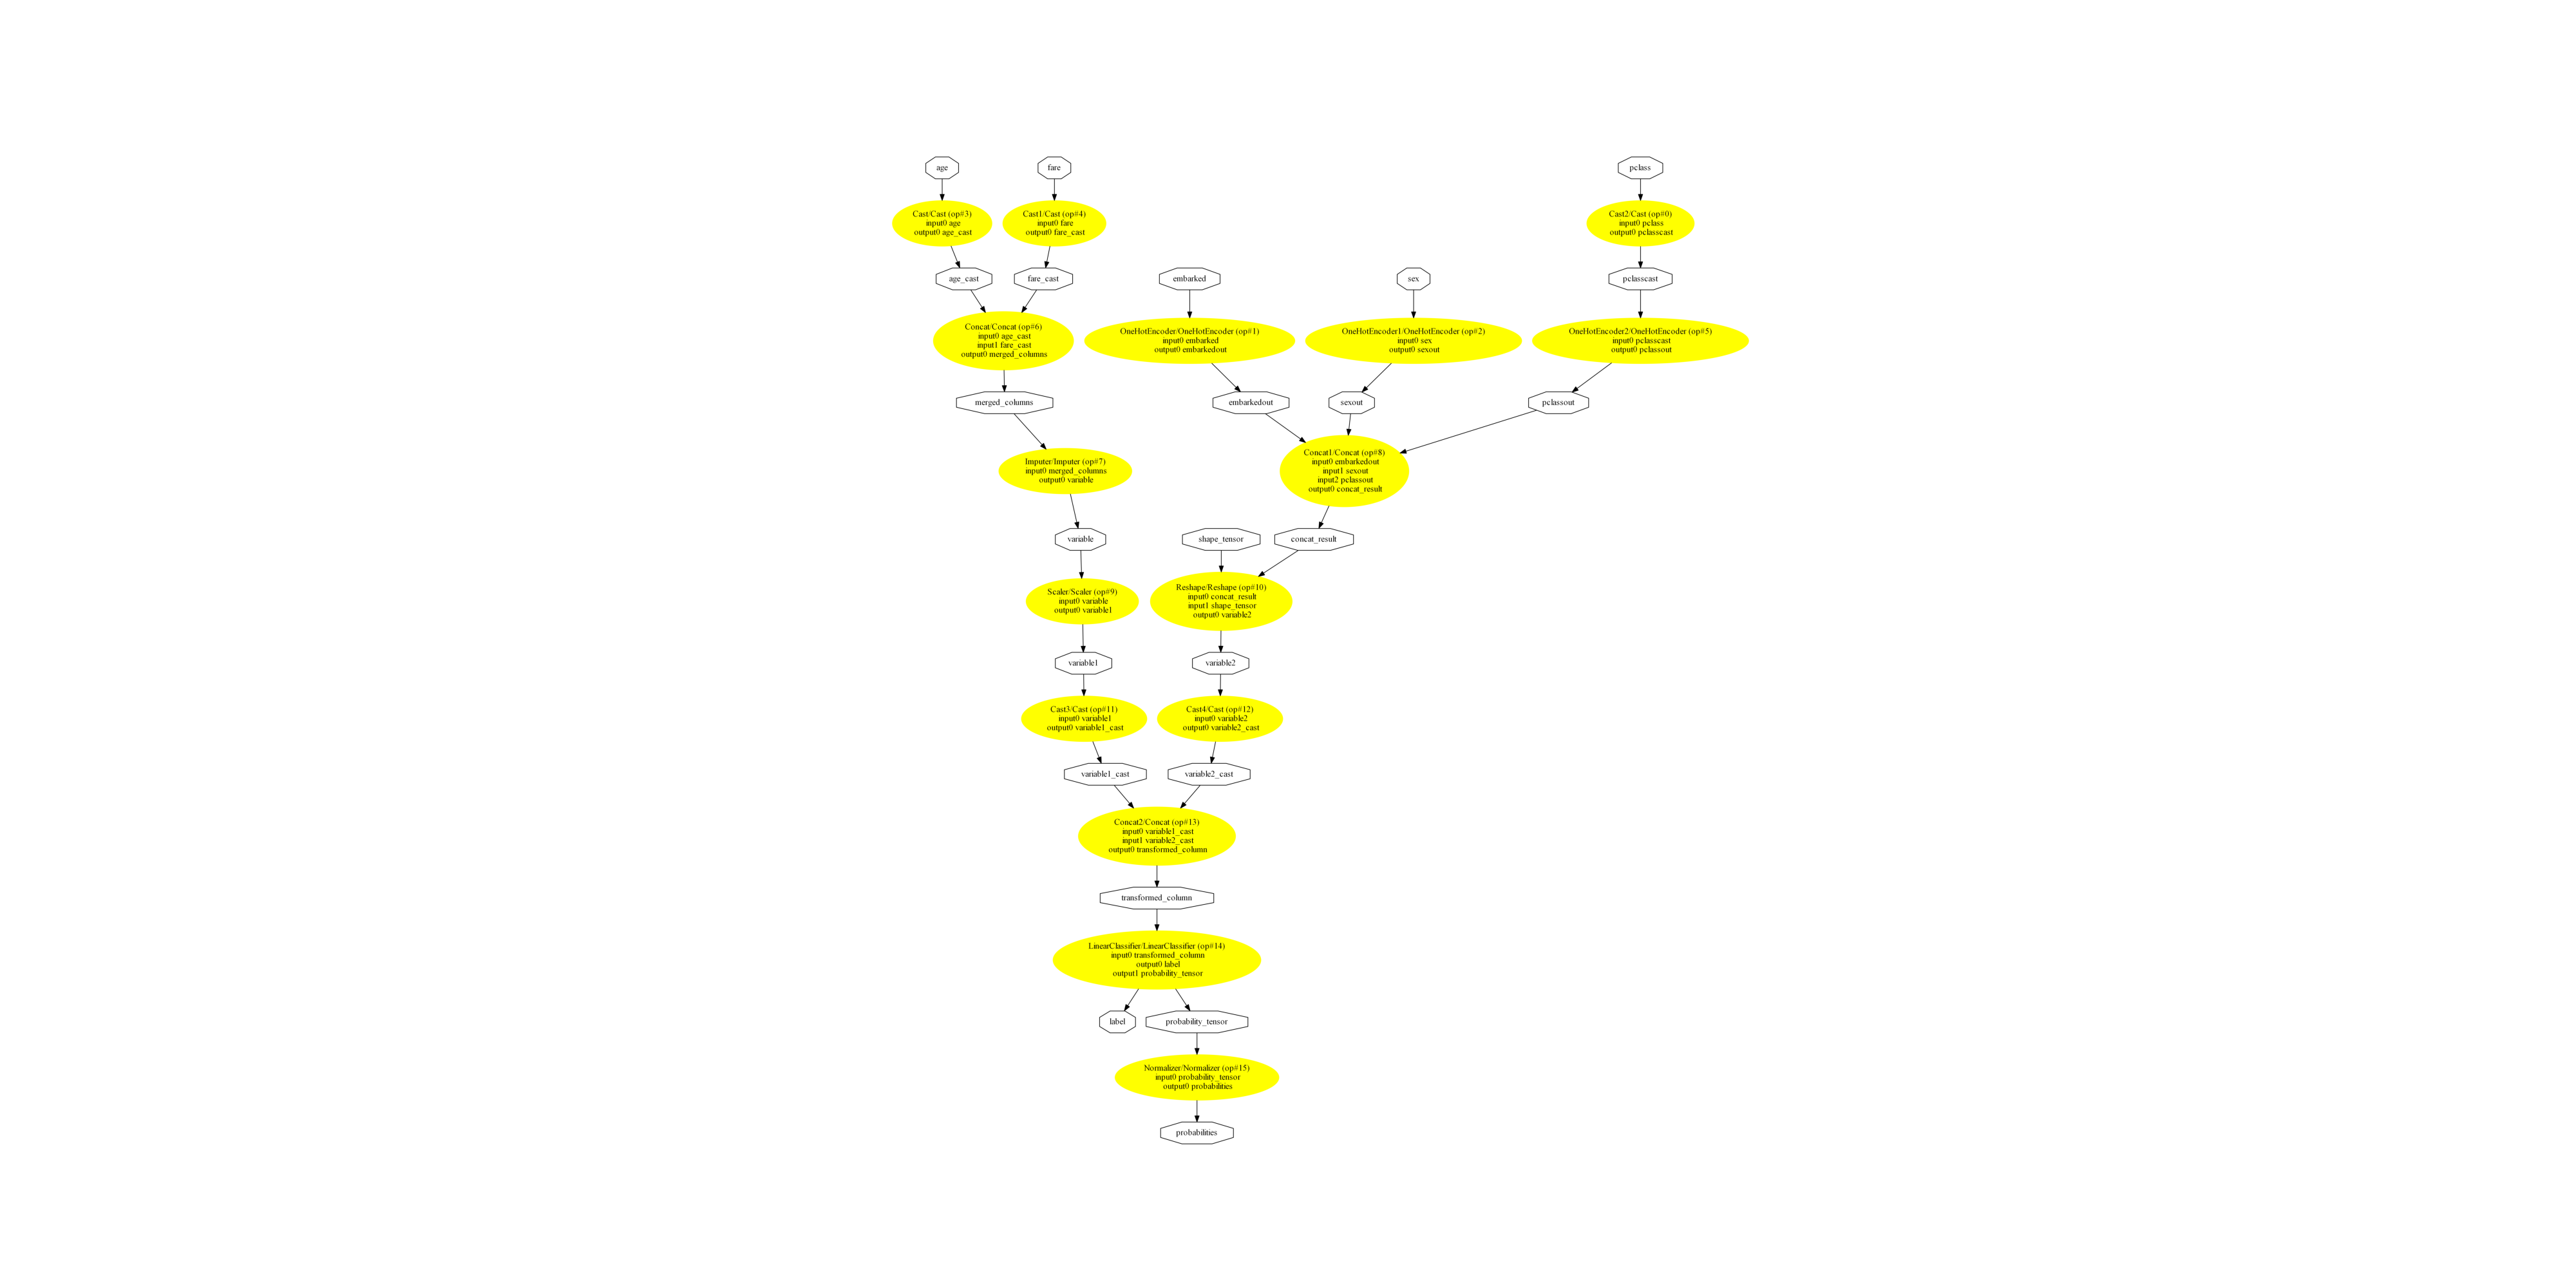 age
fare
pclass
Cast/Cast (op#3)
input0 age
output0 age_cast
Cast1/Cast (op#4)
input0 fare
output0 fare_cast
Cast2/Cast (op#0)
input0 pclass
output0 pclasscast
age_cast
fare_cast
embarked
sex
pclasscast
Concat/Concat (op#6)
input0 age_cast
input1 fare_cast
output0 merged_columns
OneHotEncoder/OneHotEncoder (op#1)
input0 embarked
output0 embarkedout
OneHotEncoder1/OneHotEncoder (op#2)
input0 sex
output0 sexout
OneHotEncoder2/OneHotEncoder (op#5)
input0 pclasscast
output0 pclassout
merged_columns
embarkedout
sexout
pclassout
Imputer/Imputer (op#7)
input0 merged_columns
output0 variable
Concat1/Concat (op#8)
input0 embarkedout
input1 sexout
input2 pclassout
output0 concat_result
variable
shape_tensor
concat_result
Scaler/Scaler (op#9)
input0 variable
output0 variable1
Reshape/Reshape (op#10)
input0 concat_result
input1 shape_tensor
output0 variable2
variable1
variable2
Cast3/Cast (op#11)
input0 variable1
output0 variable1_cast
Cast4/Cast (op#12)
input0 variable2
output0 variable2_cast
variable1_cast
variable2_cast
Concat2/Concat (op#13)
input0 variable1_cast
input1 variable2_cast
output0 transformed_column
transformed_column
LinearClassifier/LinearClassifier (op#14)
input0 transformed_column
output0 label
output1 probability_tensor
label
probability_tensor
Normalizer/Normalizer (op#15)
input0 probability_tensor
output0 probabilities
probabilities